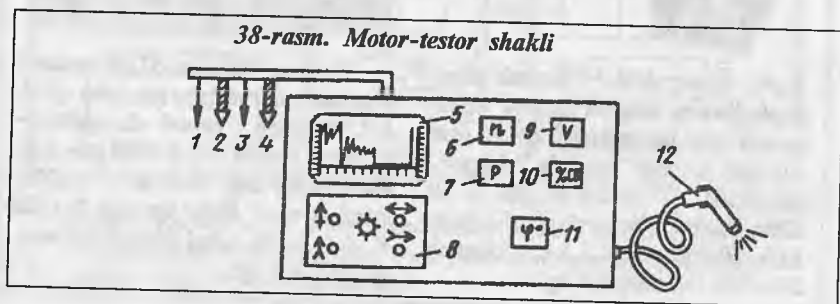 38-rasm. Motor-testor shakli
1 2 3 4
5
6 n 9 V
7 P 10 %CO
12
φ° 11
8